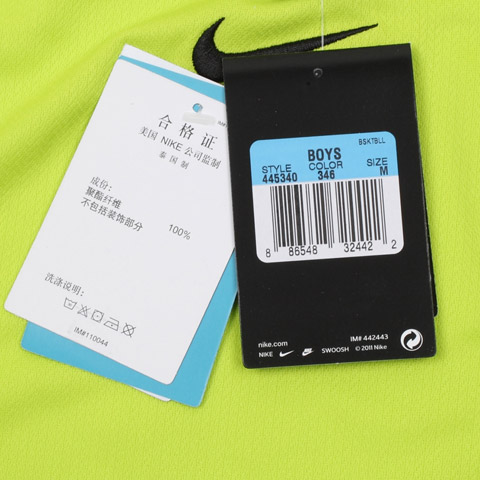 IM#
合格证
美国 NIKE 公司监制
泰国制
成份:
聚酯纤维 100%
不包括装饰部分
洗涤说明:
IM#110044
BSKTBLL
BOYS
STYLE COLOR SIZE
445340 346 M
8 86548 32442 2
IM# 442443
nike.com
NIKE SWOOSH © 2011 Nike